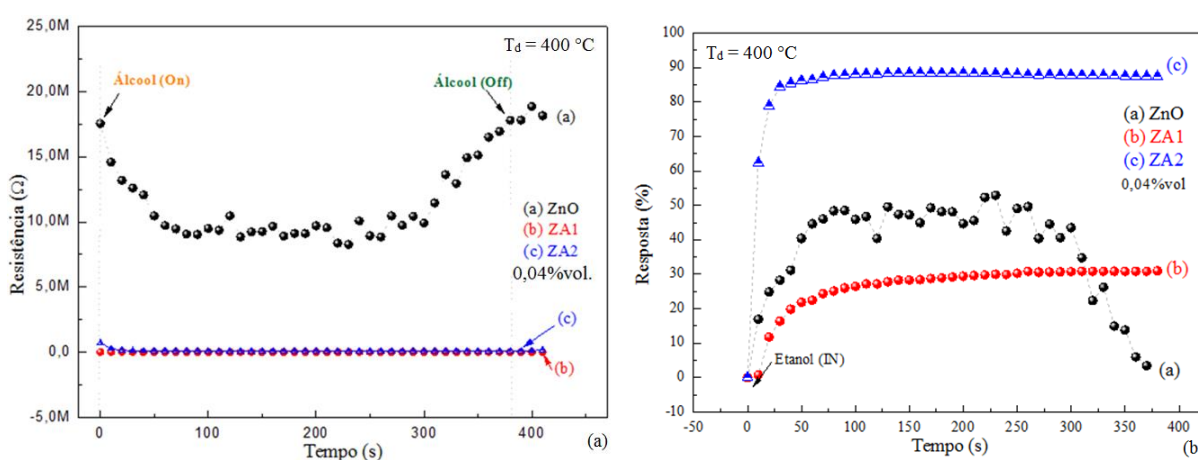 25,0M
20,0M
15,0M
10,0M
5,0M
0,0
-5,0M
Resistência (Ω)
T_d = 400 °C
Álcool (On)
Álcool (Off)
(a)
(a) ZnO
(b) ZA1
(c) ZA2
0,04%vol.
(c)
(b)
0 100 200 300 400
Tempo (s)
(a)
100
90
80
70
60
50
40
30
20
10
0
-10
Resposta (%)
T_d = 400 °C
(c)
(a) ZnO
(b) ZA1
(c) ZA2
0,04%vol
(b)
Etanol (IN)
(a)
0 50 100 150 200 250 300 350 400
Tempo (s)
(b